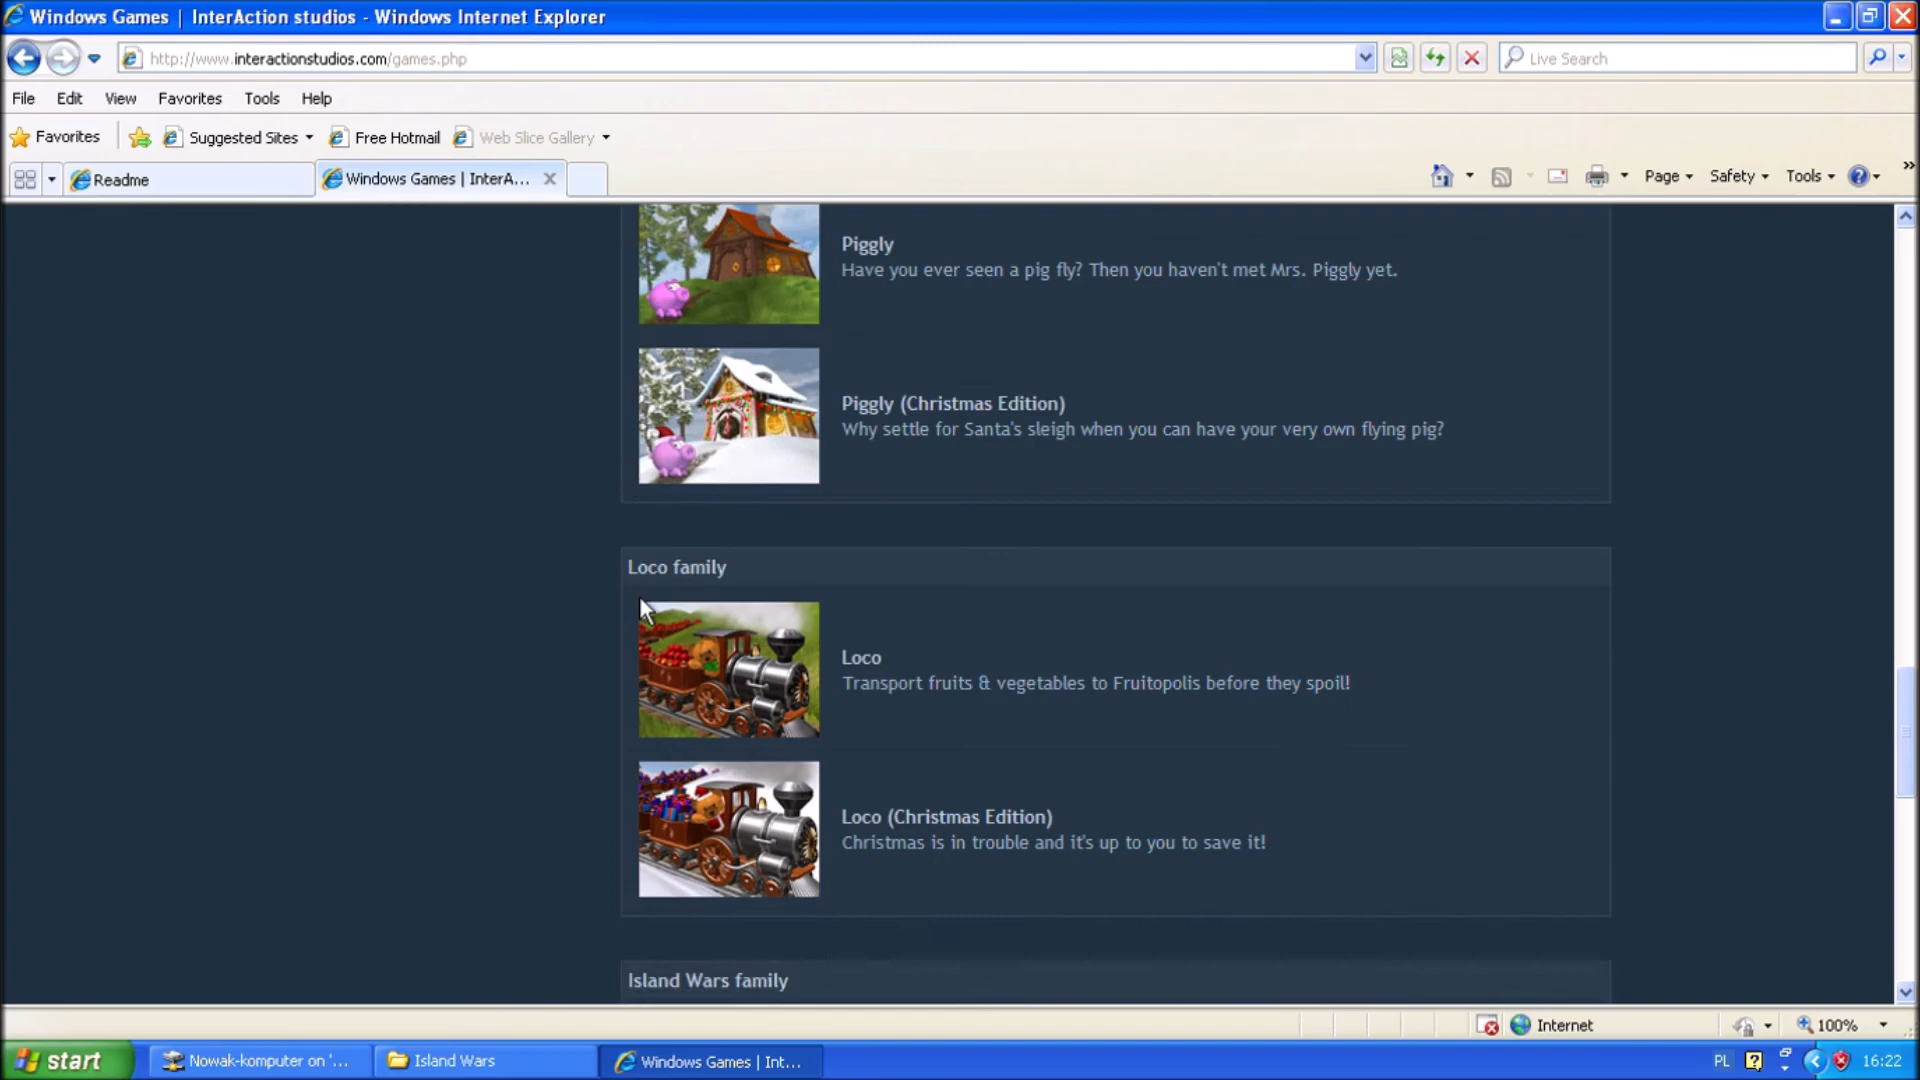 Windows Games | InterAction studios - Windows Internet Explorer
http://www.interactionstudios.com/games.php
Live Search
File Edit View Favorites Tools Help
Favorites Suggested Sites Free Hotmail Web Slice Gallery
Readme Windows Games | InterA... Page Safety Tools
Piggly
Have you ever seen a pig fly? Then you haven't met Mrs. Piggly yet.
Piggly (Christmas Edition)
Why settle for Santa's sleigh when you can have your very own flying pig?
Loco family
Loco
Transport fruits & vegetables to Fruitopolis before they spoil!
Loco (Christmas Edition)
Christmas is in trouble and it's up to you to save it!
Island Wars family
Internet 100%
start Nowak-komputer on '... Island Wars Windows Games | Int... PL 16:22